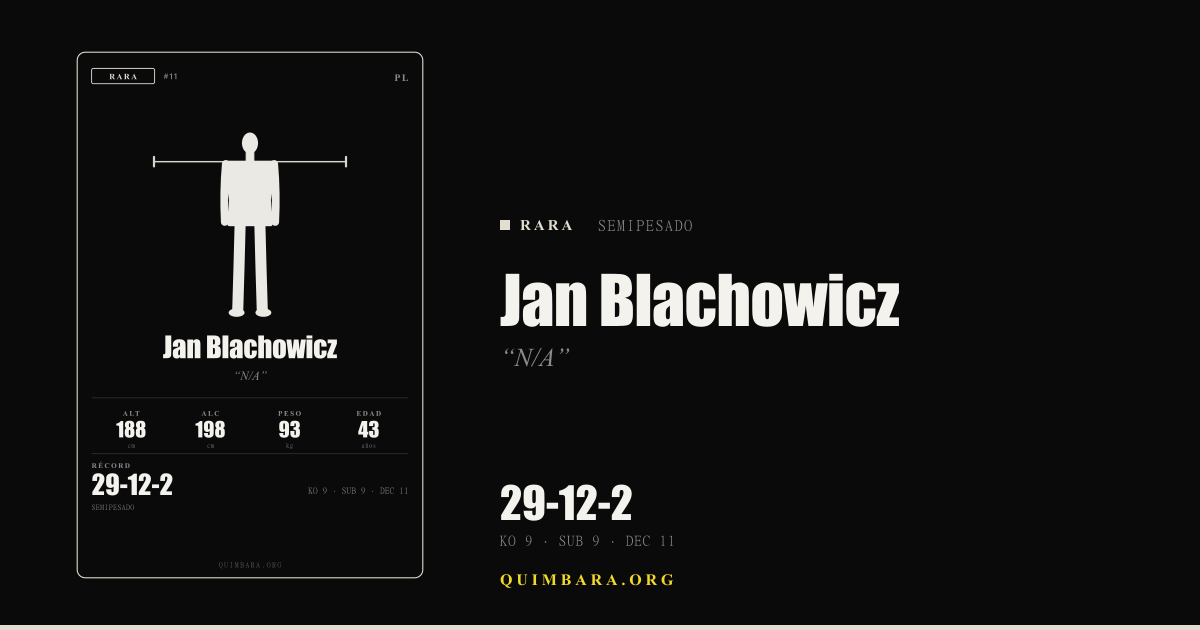 RARA #11 PL
Jan Blachowicz
“N/A”
ALT ALC PESO EDAD
188 198 93 43
cm cm kg años
RÉCORD
29-12-2 KO 9 · SUB 9 · DEC 11
SEMIPESADO
QUIMBARA.ORG
RARA SEMIPESADO
Jan Blachowicz
“N/A”
29-12-2
KO 9 · SUB 9 · DEC 11
QUIMBARA.ORG